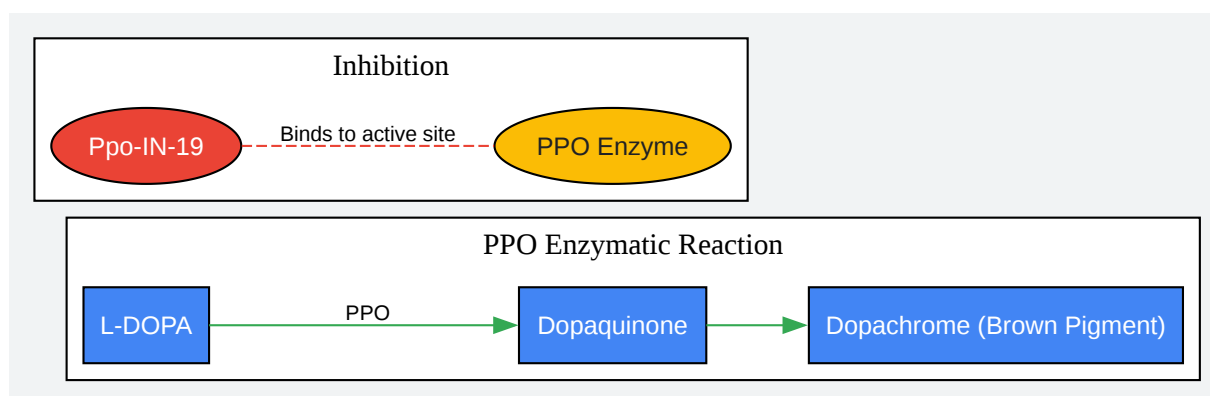 Inhibition
Ppo-IN-19
Binds to active site
PPO Enzyme
PPO Enzymatic Reaction
L-DOPA
PPO
Dopaquinone
Dopachrome (Brown Pigment)